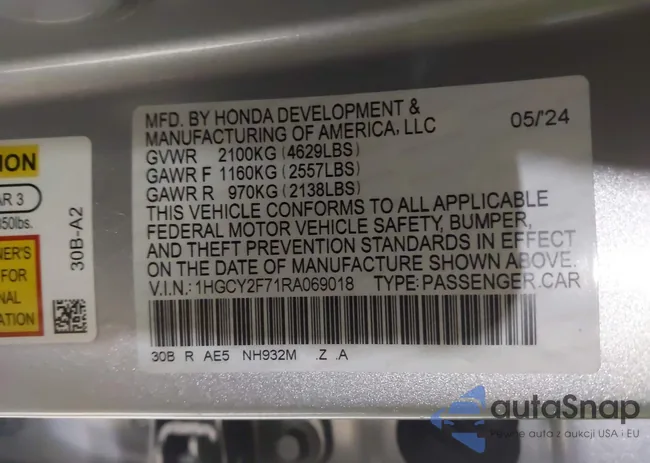 MFD. BY HONDA DEVELOPMENT &
MANUFACTURING OF AMERICA, LLC 05/'24
GVWR 2100KG (4629LBS)
GAWR F 1160KG (2557LBS)
GAWR R 970KG (2138LBS)
THIS VEHICLE CONFORMS TO ALL APPLICABLE
FEDERAL MOTOR VEHICLE SAFETY, BUMPER,
AND THEFT PREVENTION STANDARDS IN EFFECT
ON THE DATE OF MANUFACTURE SHOWN ABOVE.
V.I.N.: 1HGCY2F71RA069018 TYPE: PASSENGER CAR
30B R AE5 NH932M .Z .A
ION
AR 3
350lbs.
NER'S
FOR
NAL
ATION
30B-A2
autaSnap
Pewne auta z aukcji USA i EU